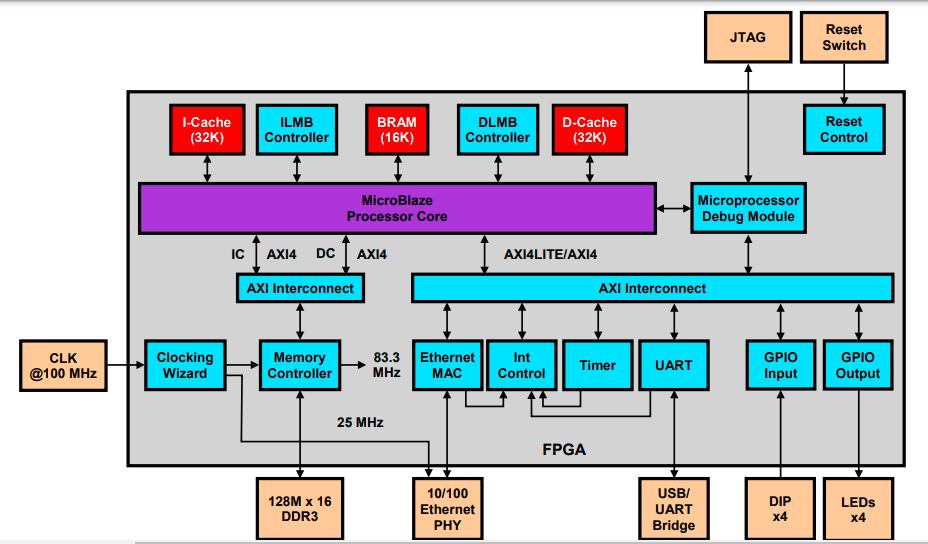 JTAG
Reset
Switch
I-Cache
(32K)
ILMB
Controller
BRAM
(16K)
DLMB
Controller
D-Cache
(32K)
Reset
Control
MicroBlaze
Processor Core
Microprocessor
Debug Module
IC
AXI4
DC
AXI4
AXI4LITE/AXI4
AXI Interconnect
AXI Interconnect
CLK
@100 MHz
Clocking
Wizard
Memory
Controller
83.3
MHz
Ethernet
MAC
Int
Control
Timer
UART
GPIO
Input
GPIO
Output
25 MHz
FPGA
128M x 16
DDR3
10/100
Ethernet
PHY
USB/
UART
Bridge
DIP
x4
LEDs
x4